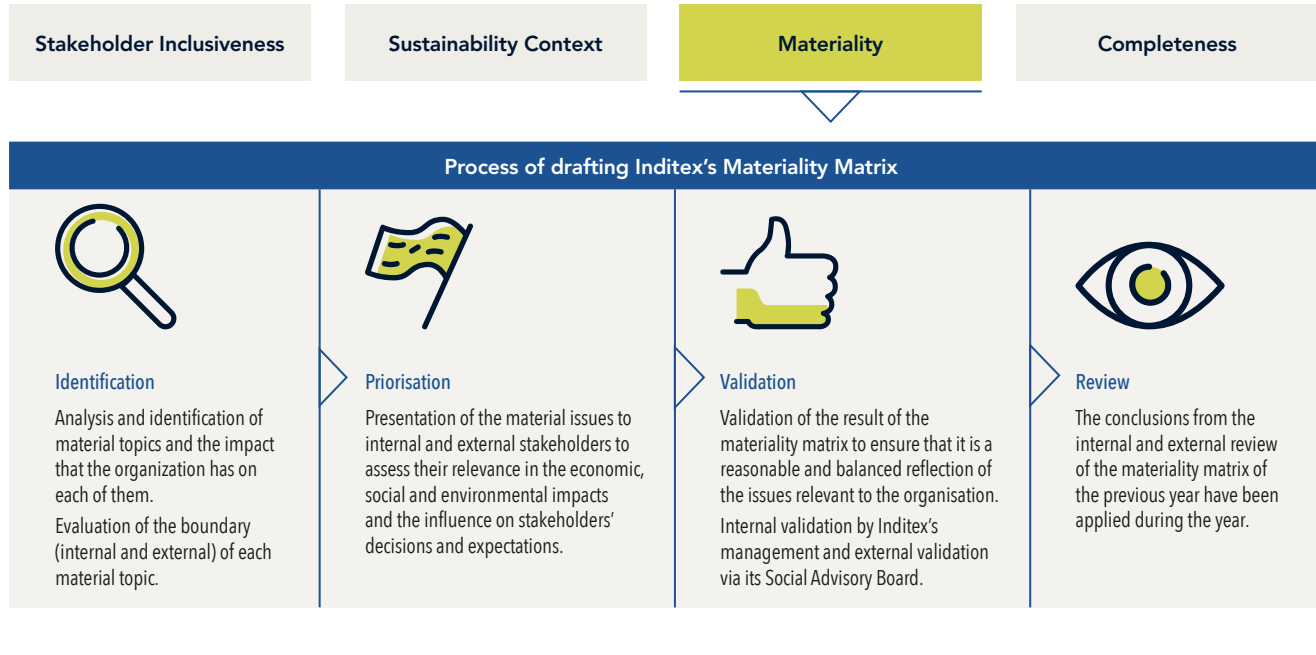 Stakeholder Inclusiveness
Sustainability Context
Materiality
Completeness
Process of drafting Inditex's Materiality Matrix
Identification
Analysis and identification of
material topics and the impact
that the organization has on
each of them.
Evaluation of the boundary
(internal and external) of each
material topic.
Priorisation
Presentation of the material issues to
internal and external stakeholders to
assess their relevance in the economic,
social and environmental impacts
and the influence on stakeholders'
decisions and expectations.
Validation
Validation of the result of the
materiality matrix to ensure that it is a
reasonable and balanced reflection of
the issues relevant to the organisation.
Internal validation by Inditex's
management and external validation
via its Social Advisory Board.
Review
The conclusions from the
internal and external review
of the materiality matrix of
the previous year have been
applied during the year.